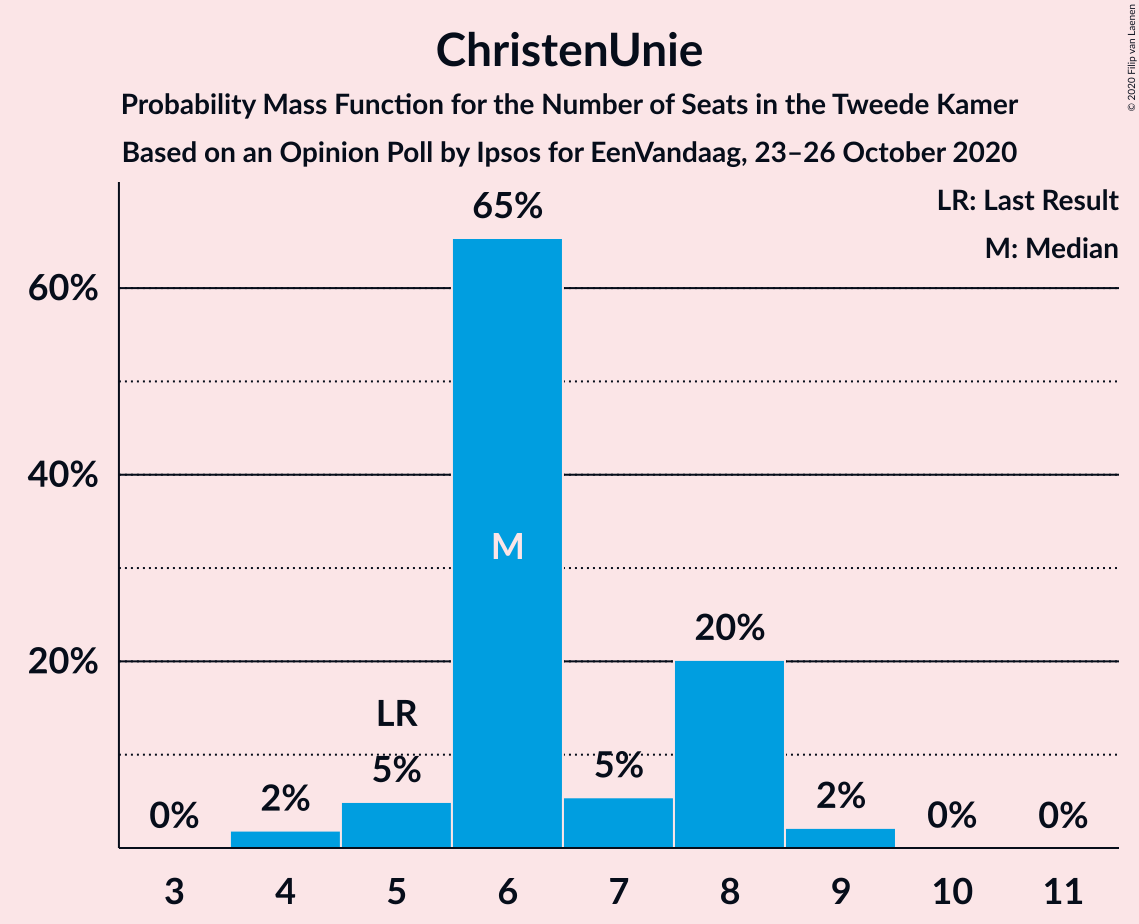 ChristenUnie
Probability Mass Function for the Number of Seats in the Tweede Kamer
Based on an Opinion Poll by Ipsos for EenVandaag, 23–26 October 2020
© 2020 Filip van Laenen
LR: Last Result
M: Median
60%
40%
20%
0%
2%
LR
5%
65%
M
5%
20%
2%
0%
0%
3 4 5 6 7 8 9 10 11